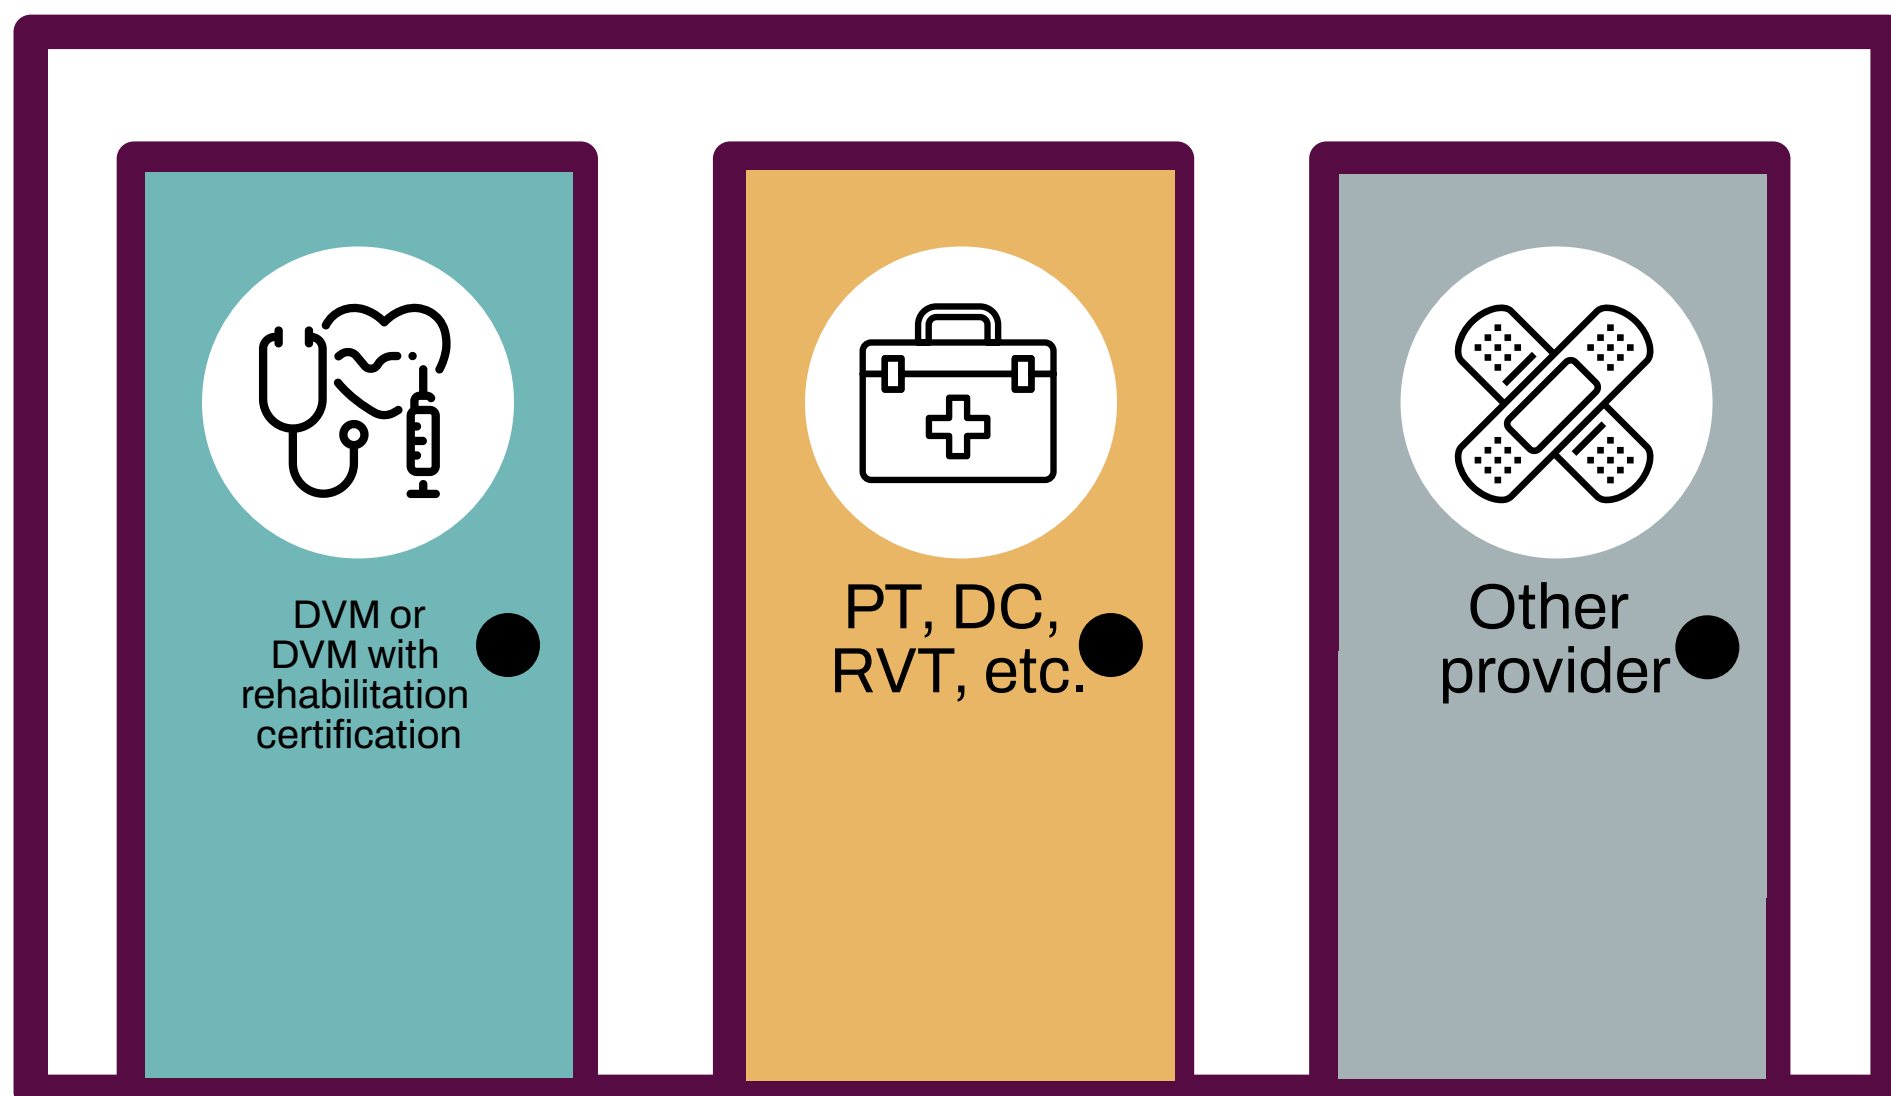 DVM or
DVM with
rehabilitation
certification
PT, DC,
RVT, etc.
Other
provider